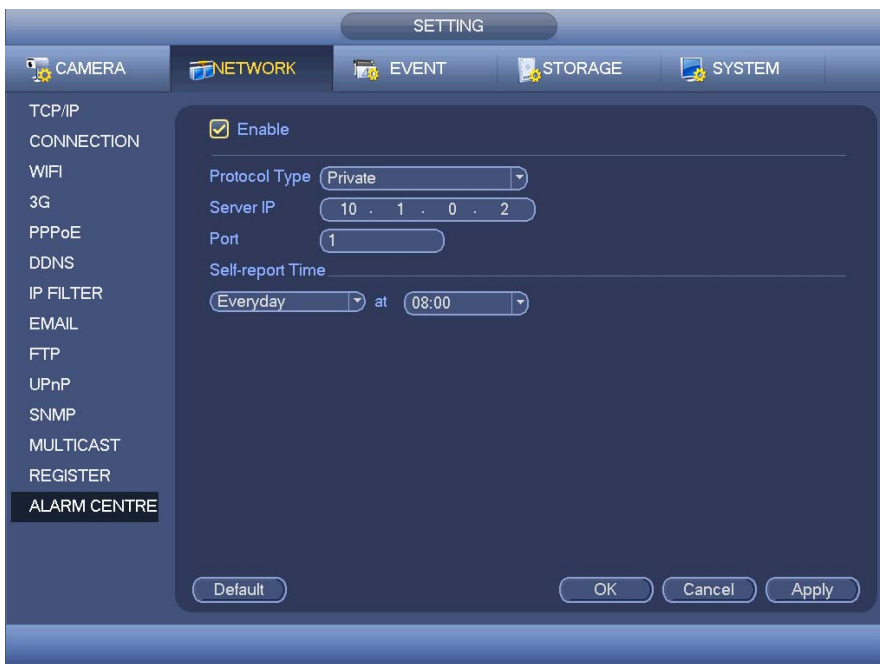 SETTING
CAMERA NETWORK EVENT STORAGE SYSTEM
TCP/IP
CONNECTION
WIFI
3G
PPPoE
DDNS
IP FILTER
EMAIL
FTP
UPnP
SNMP
MULTICAST
REGISTER
ALARM CENTRE
Enable
Protocol Type Private
Server IP 10 . 1 . 0 . 2
Port 1
Self-report Time
Everyday at 08:00
Default OK Cancel Apply